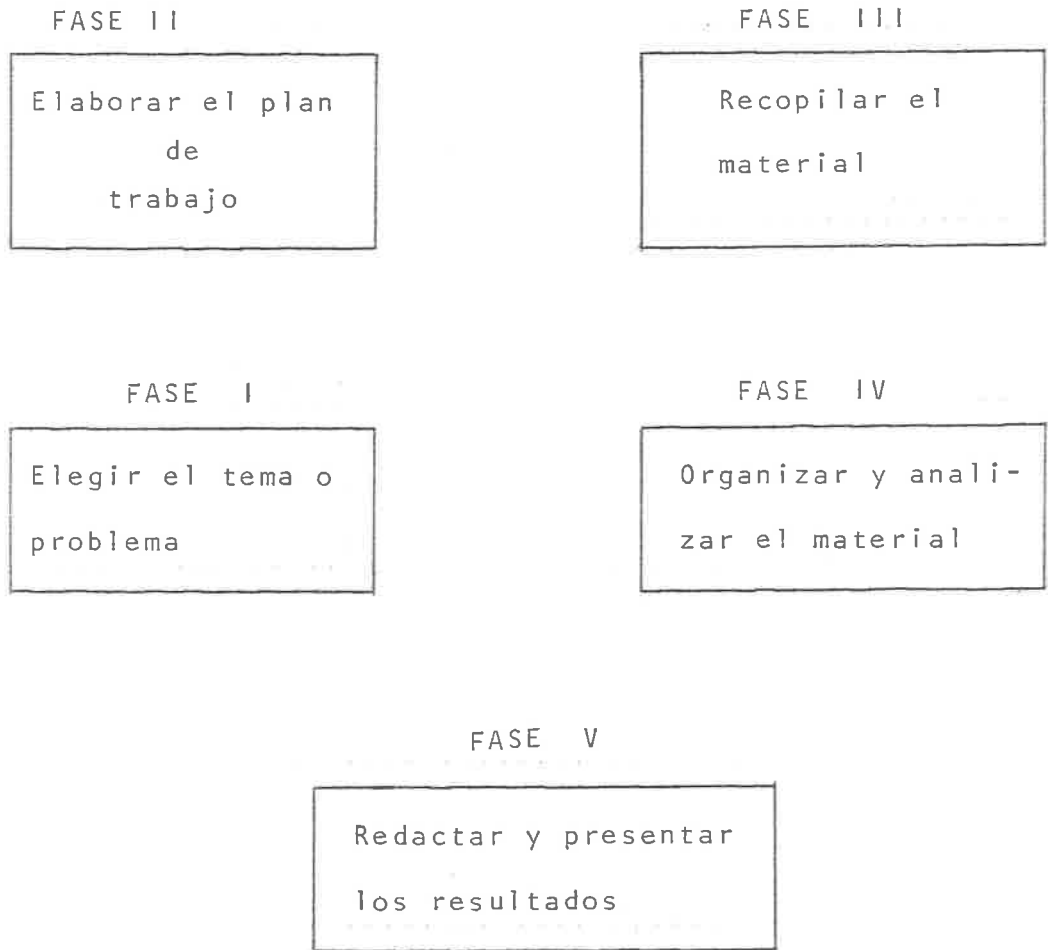 FASE II
Elaborar el plan
de
trabajo
FASE III
Recopilar el
material
FASE I
Elegir el tema o
problema
FASE IV
Organizar y anali-
zar el material
FASE V
Redactar y presentar
los resultados